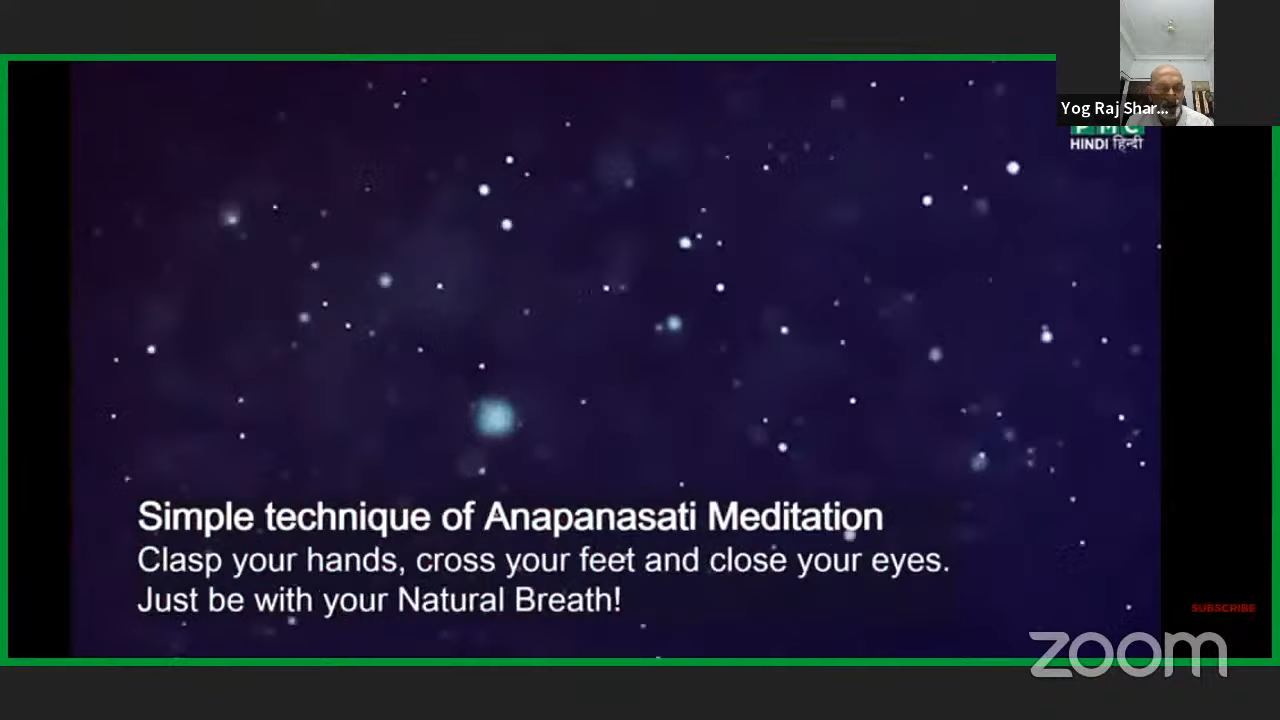 Yog Raj Shar...
PMC
HINDI हिन्दी
Simple technique of Anapanasati Meditation
Clasp your hands, cross your feet and close your eyes.
Just be with your Natural Breath!
SUBSCRIBE
zoom